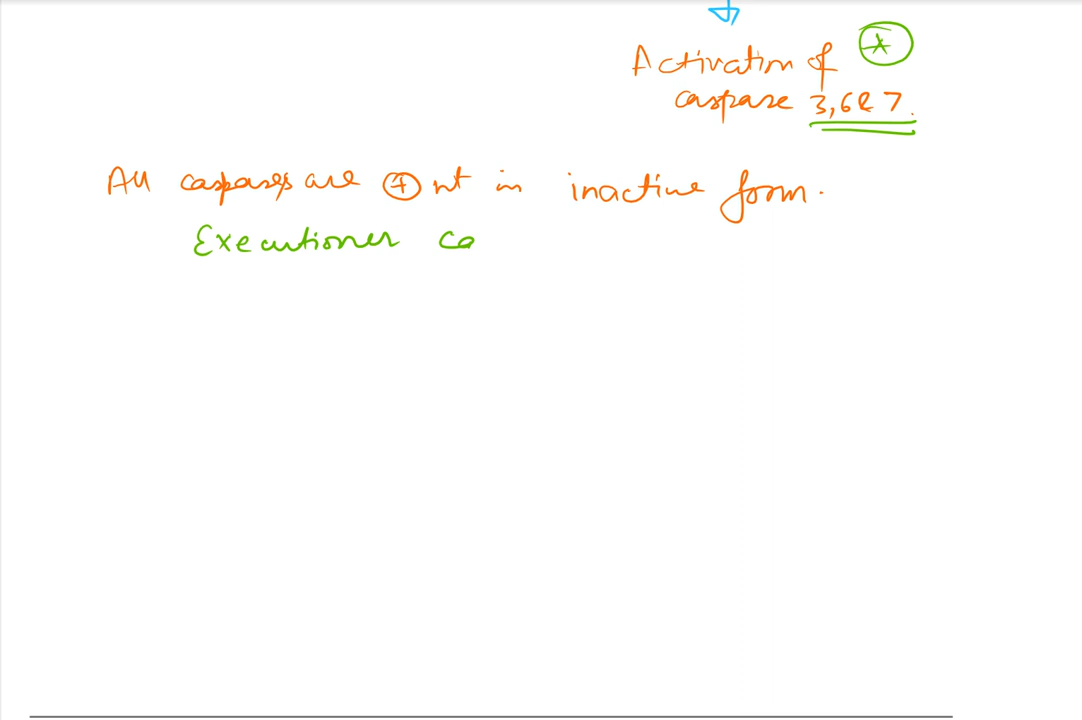 Activation of
caspase 3,6 & 7.
All caspases are ⊕nt in inactive form.
Executioner ca